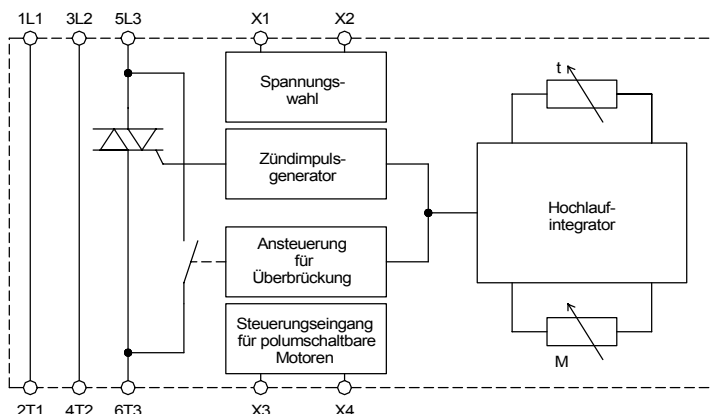 1L1 3L2 5L3 X1 X2
Spannungs-
wahl
t
Zündimpuls-
generator
Hochlauf-
integrator
Ansteuerung
für
Überbrückung
Steuerungseingang
für polumschaltbare
Motoren
M
2T1 4T2 6T3 X3 X4